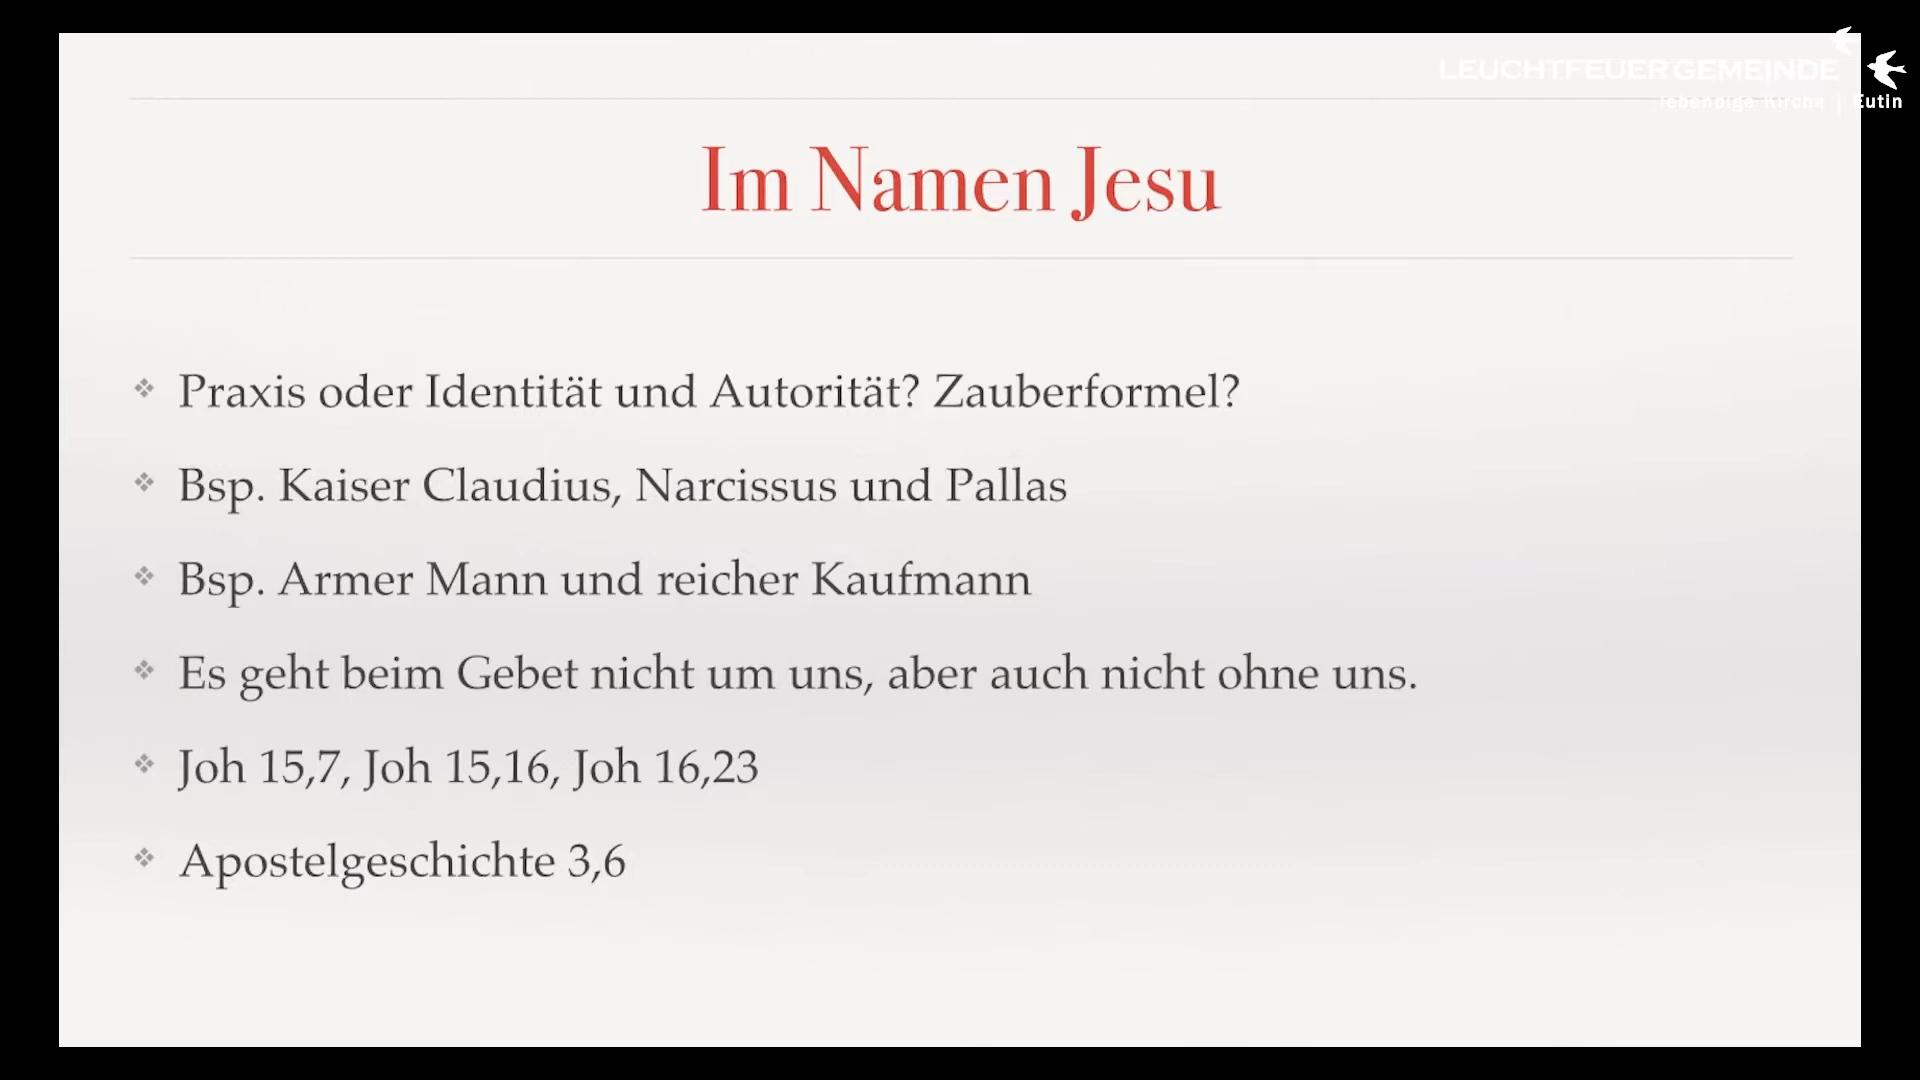 LEUCHTFEUER GEMEINDE
lebendige Kirche | Eutin
Im Namen Jesu
Praxis oder Identität und Autorität? Zauberformel?
Bsp. Kaiser Claudius, Narcissus und Pallas
Bsp. Armer Mann und reicher Kaufmann
Es geht beim Gebet nicht um uns, aber auch nicht ohne uns.
Joh 15,7, Joh 15,16, Joh 16,23
Apostelgeschichte 3,6